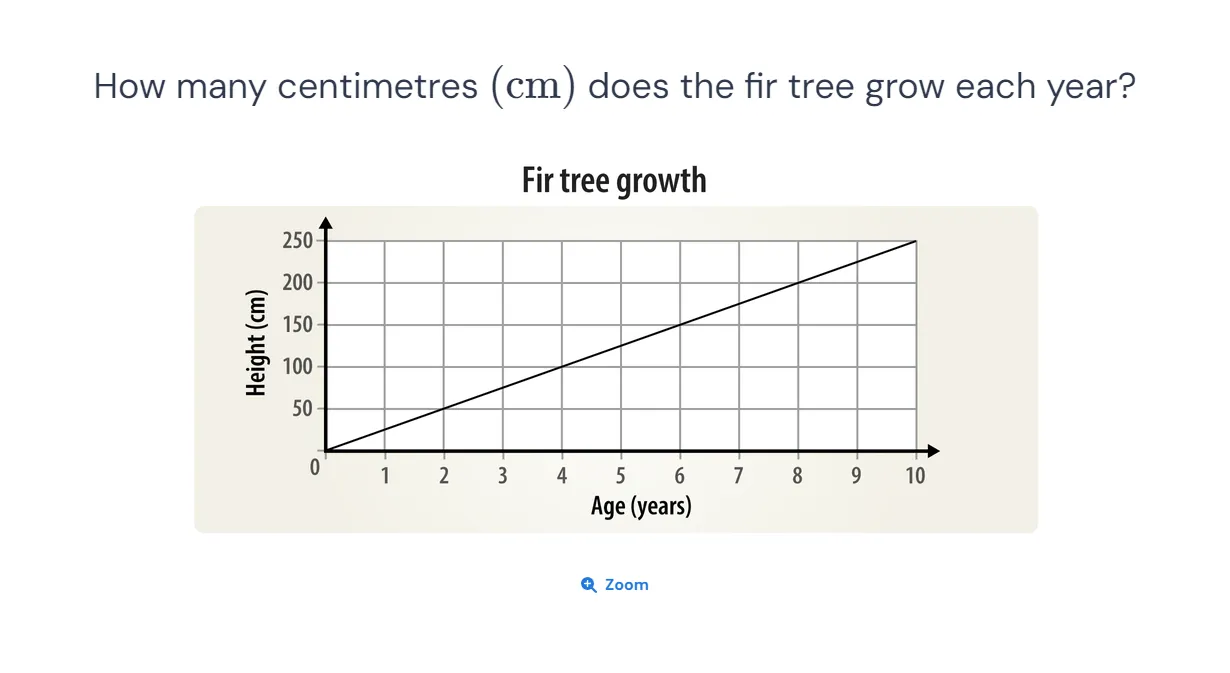 How many centimetres (cm) does the fir tree grow each year?
Fir tree growth
250
200
150
100
50
0
Height (cm)
1 2 3 4 5 6 7 8 9 10
Age (years)
Zoom